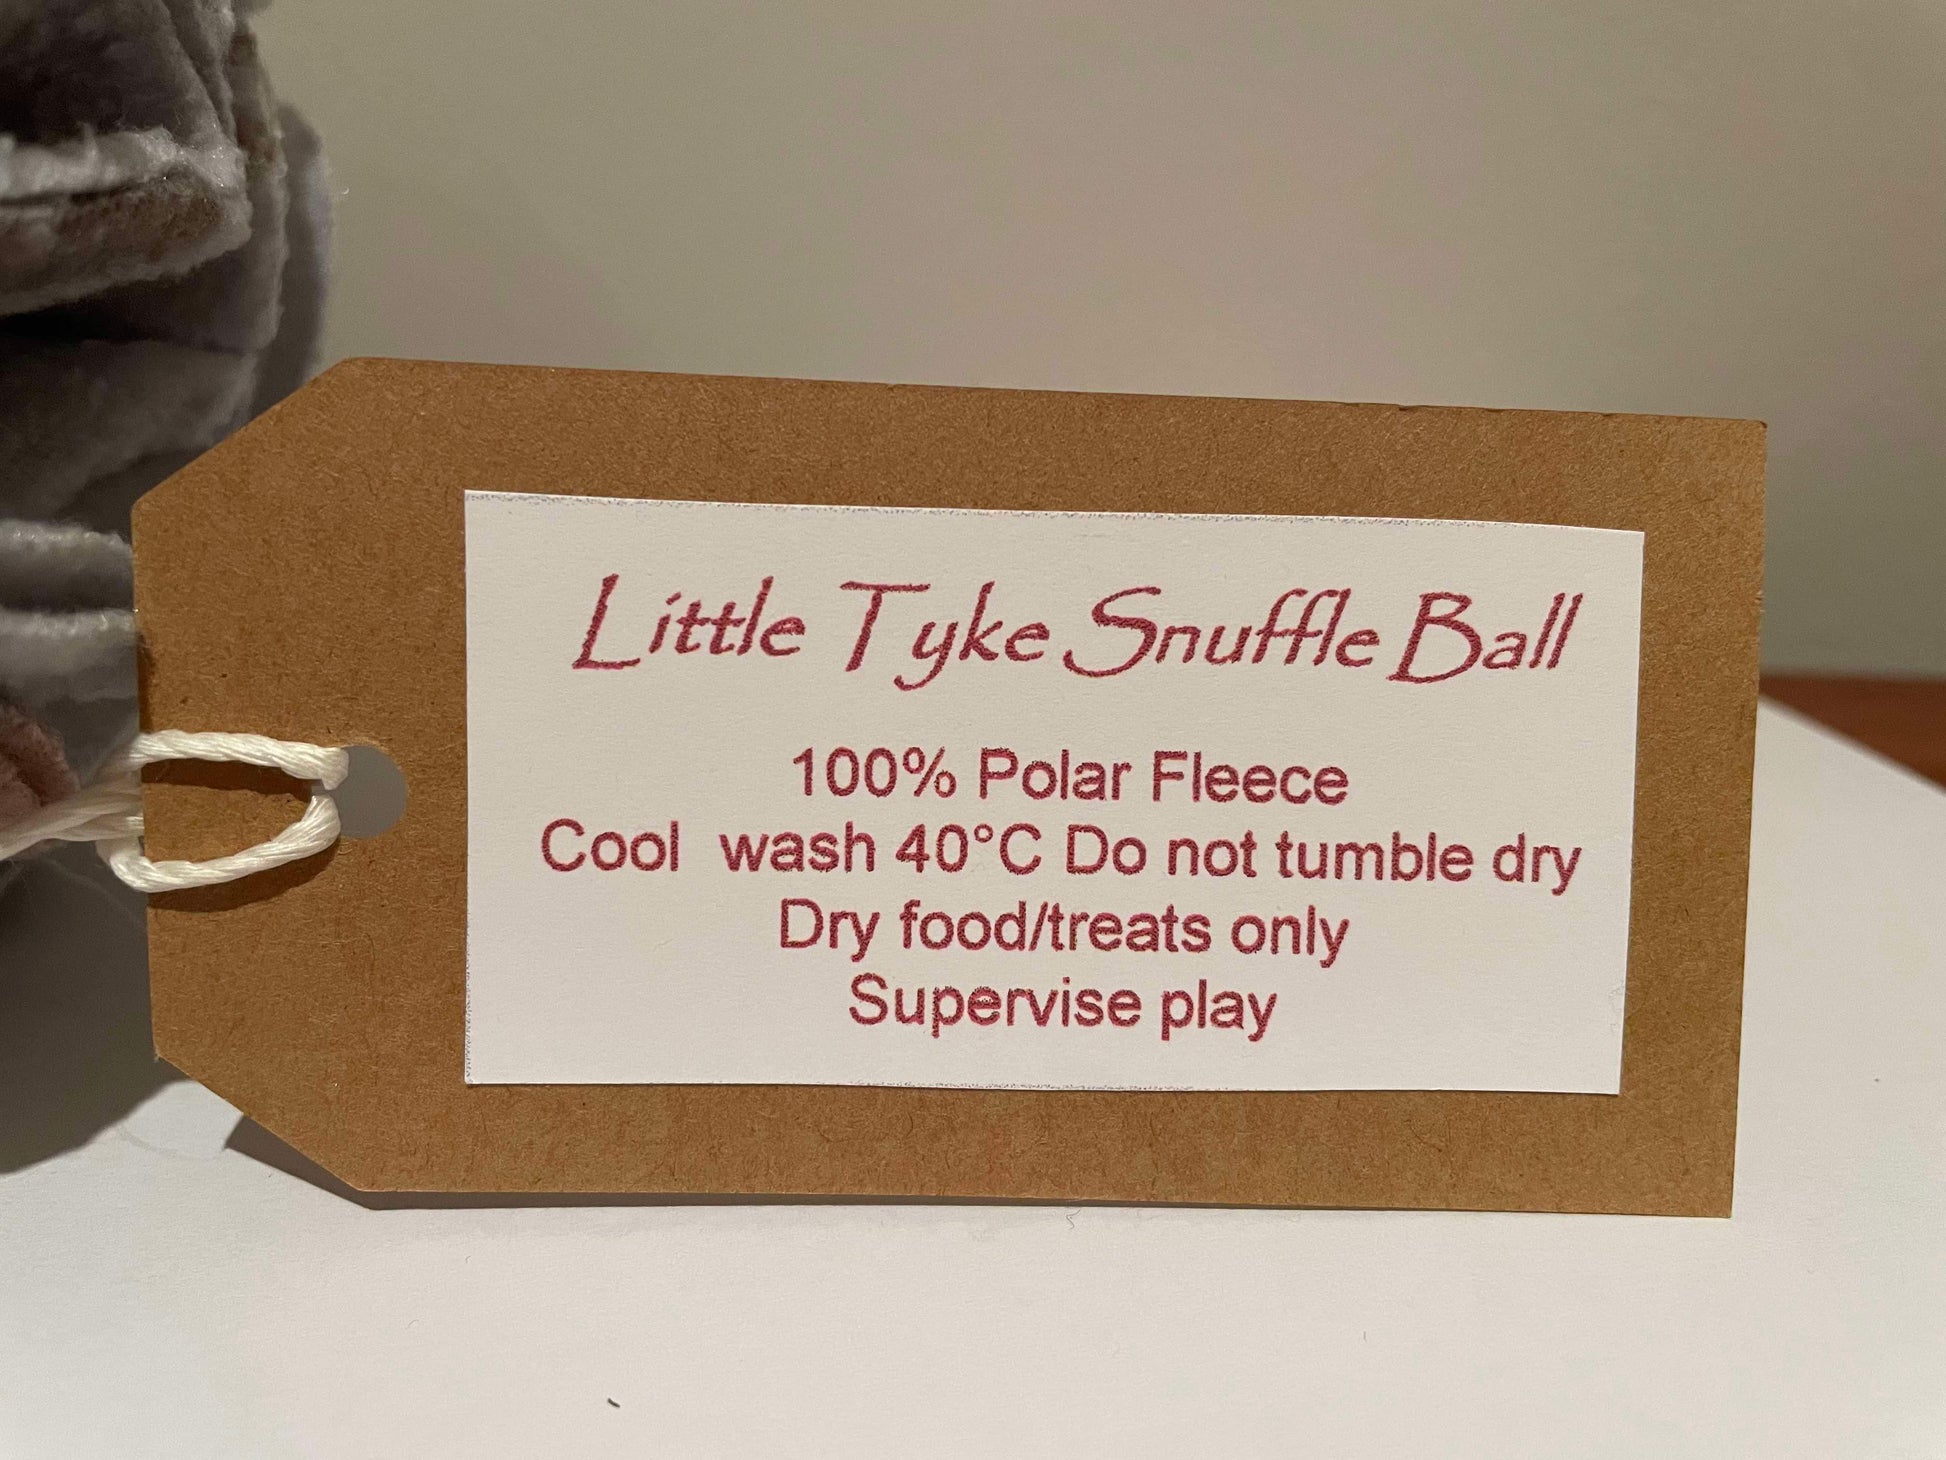 Little Tyke Snuffle Ball
100% Polar Fleece
Cool wash 40°C Do not tumble dry
Dry food/treats only
Supervise play